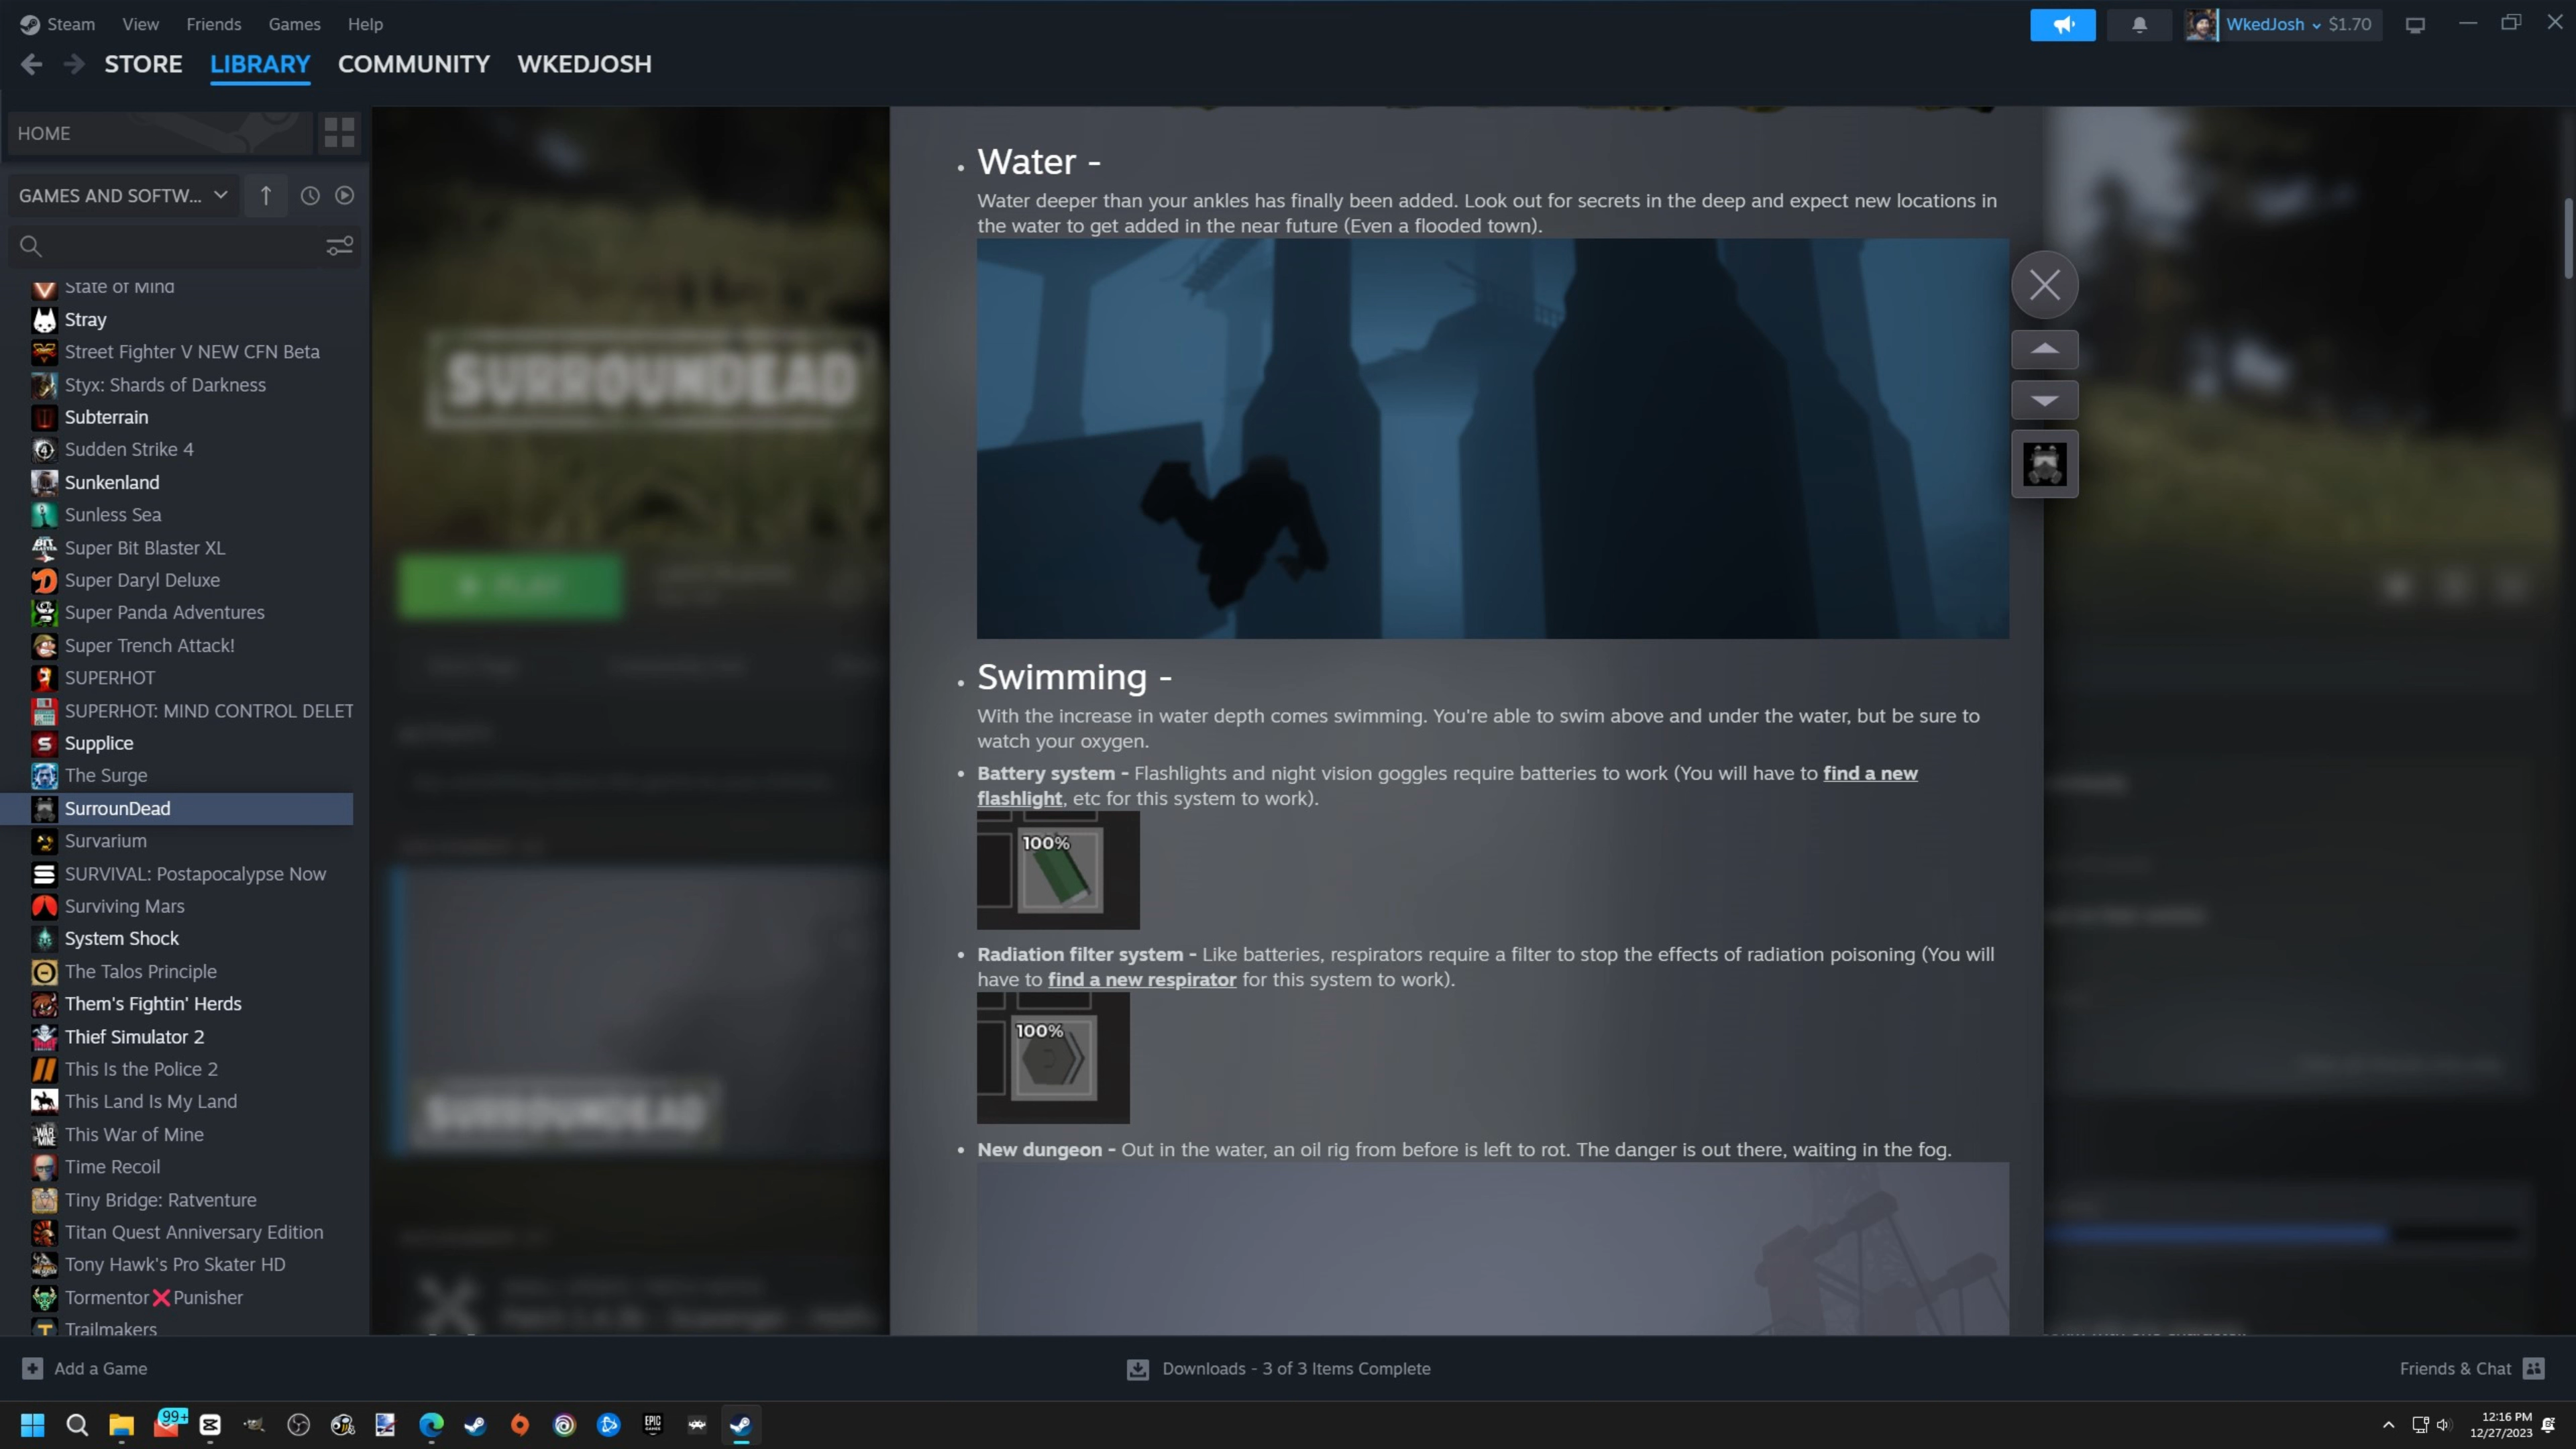 Steam View Friends Games Help
WkedJosh $1.70
STORE LIBRARY COMMUNITY WKEDJOSH
HOME
GAMES AND SOFTW...
State of Mind
Stray
Street Fighter V NEW CFN Beta
Styx: Shards of Darkness
Subterrain
Sudden Strike 4
Sunkenland
Sunless Sea
Super Bit Blaster XL
Super Daryl Deluxe
Super Panda Adventures
Super Trench Attack!
SUPERHOT
SUPERHOT: MIND CONTROL DELET
Supplice
The Surge
SurrounDead
Survarium
SURVIVAL: Postapocalypse Now
Surviving Mars
System Shock
The Talos Principle
Them's Fightin' Herds
Thief Simulator 2
This Is the Police 2
This Land Is My Land
This War of Mine
Time Recoil
Tiny Bridge: Ratventure
Titan Quest Anniversary Edition
Tony Hawk's Pro Skater HD
Tormentor❌Punisher
Trailmakers
SURROUNDEAD
PLAY
SURROUNDEAD
• Water -
Water deeper than your ankles has finally been added. Look out for secrets in the deep and expect new locations in
the water to get added in the near future (Even a flooded town).
• Swimming -
With the increase in water depth comes swimming. You're able to swim above and under the water, but be sure to
watch your oxygen.
• Battery system - Flashlights and night vision goggles require batteries to work (You will have to find a new
flashlight, etc for this system to work).
100%
• Radiation filter system - Like batteries, respirators require a filter to stop the effects of radiation poisoning (You will
have to find a new respirator for this system to work).
100%
• New dungeon - Out in the water, an oil rig from before is left to rot. The danger is out there, waiting in the fog.
Add a Game
Downloads - 3 of 3 Items Complete
Friends & Chat
99+
EPIC GAMES
12:16 PM
12/27/2023